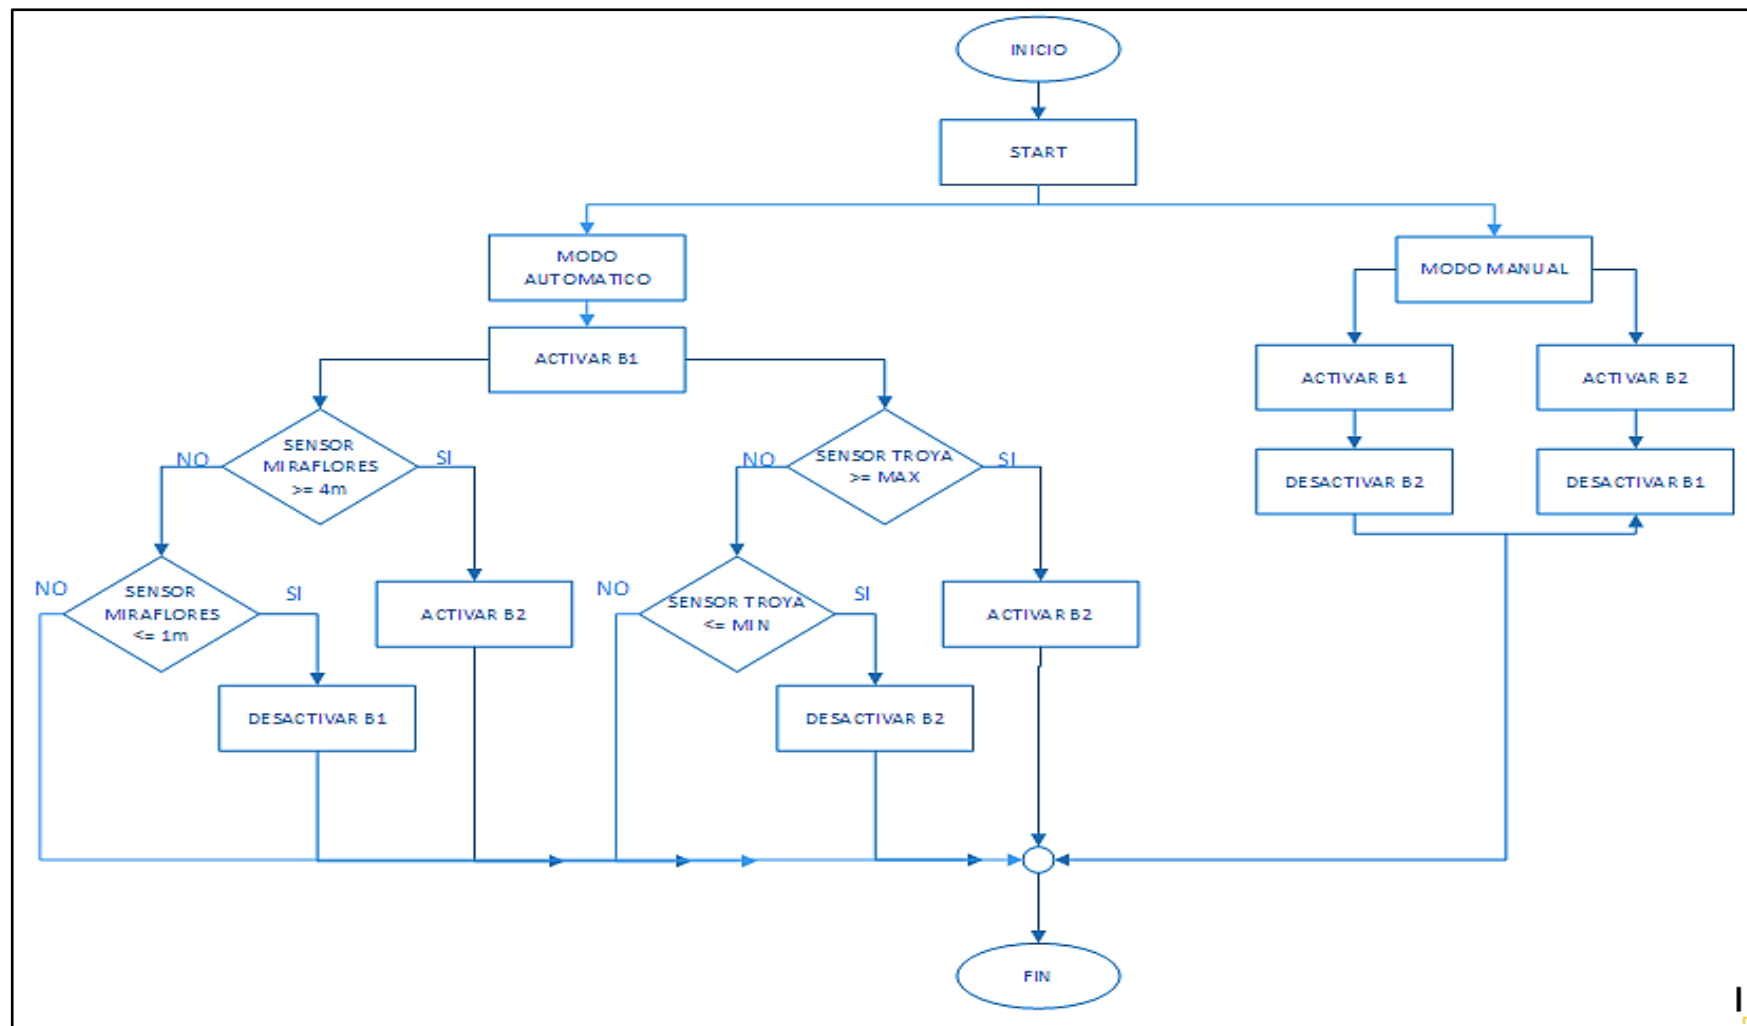 INICIO
START
MODO
AUTOMATICO
MODO MANUAL
ACTIVAR B1
ACTIVAR B1
ACTIVAR B2
SENSOR
MIRAFLORES
>= 4m
NO
SI
SENSOR TROYA
>= MAX
NO
SI
DESACTIVAR B2
DESACTIVAR B1
SENSOR
MIRAFLORES
<= 1m
NO
SI
ACTIVAR B2
SENSOR TROYA
<= MIN
NO
SI
ACTIVAR B2
DESACTIVAR B1
DESACTIVAR B2
FIN